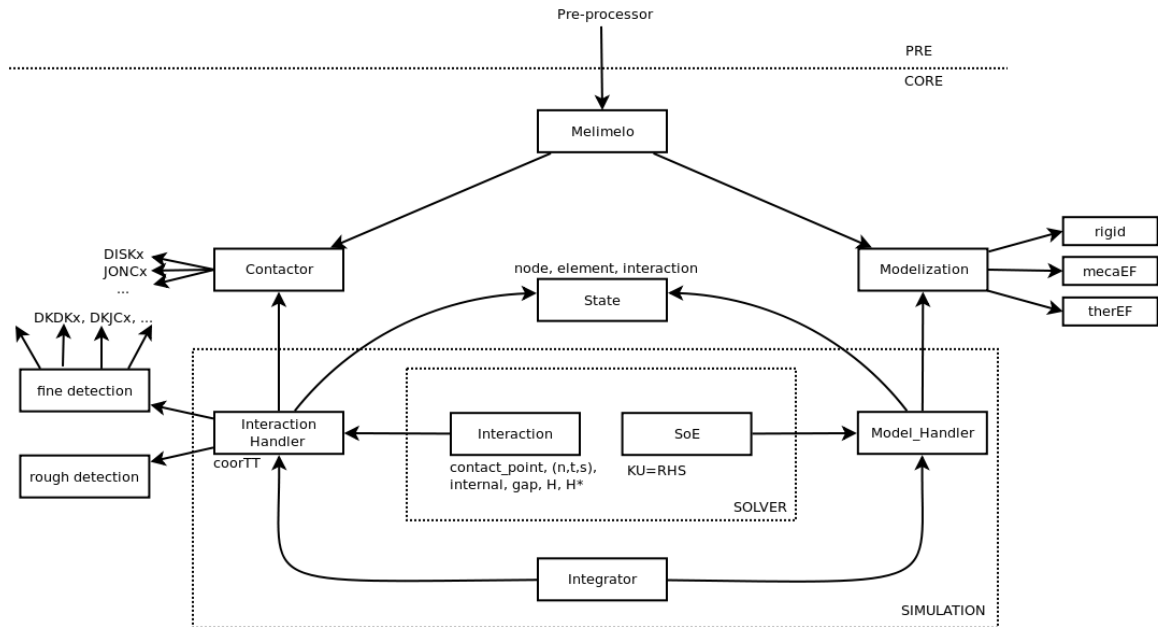 Pre-processor
PRE
CORE
Melimelo
DISKx
JONCx
...
Contactor
node, element, interaction
State
Modelization
rigid
mecaEF
therEF
DKDKx, DKJCx, ...
fine detection
rough detection
Interaction
Handler
coorTT
Interaction
contact_point, (n,t,s),
internal, gap, H, H*
SoE
KU=RHS
Model_Handler
SOLVER
Integrator
SIMULATION